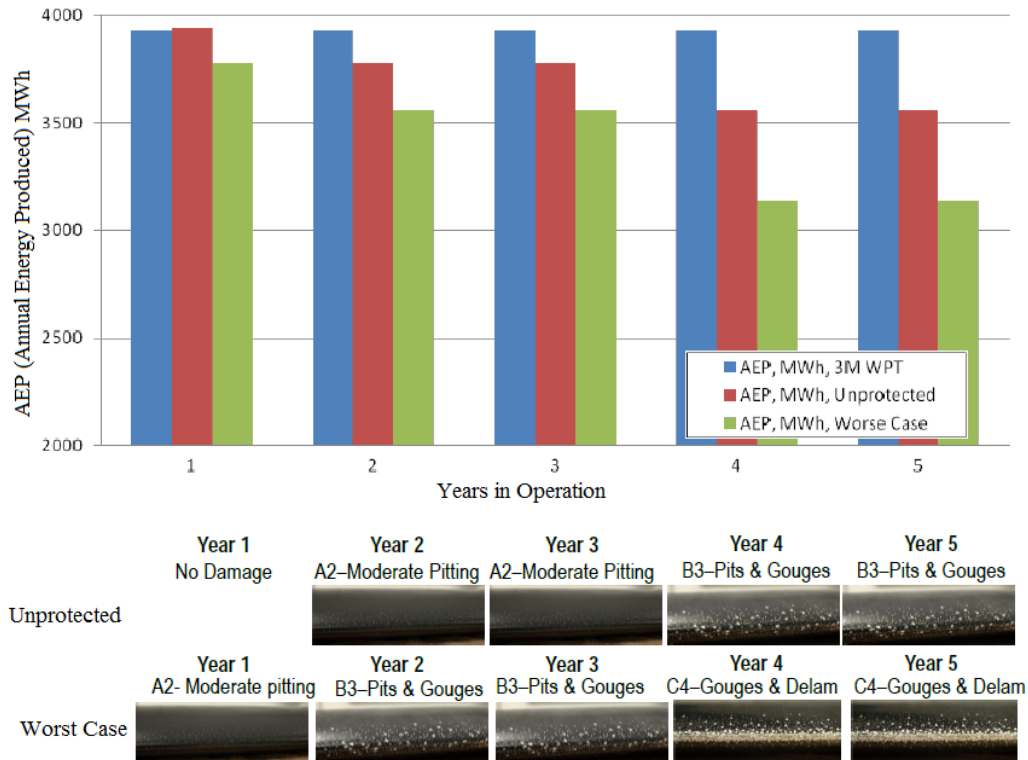 AEP (Annual Energy Produced) MWh
4000
3500
3000
2500
2000
AEP, MWh, 3M WPT
AEP, MWh, Unprotected
AEP, MWh, Worse Case
1 2 3 4 5
Years in Operation
Year 1 Year 2 Year 3 Year 4 Year 5
No Damage A2–Moderate Pitting A2–Moderate Pitting B3–Pits & Gouges B3–Pits & Gouges
Unprotected
Year 1 Year 2 Year 3 Year 4 Year 5
A2- Moderate pitting B3–Pits & Gouges B3–Pits & Gouges C4–Gouges & Delam C4–Gouges & Delam
Worst Case